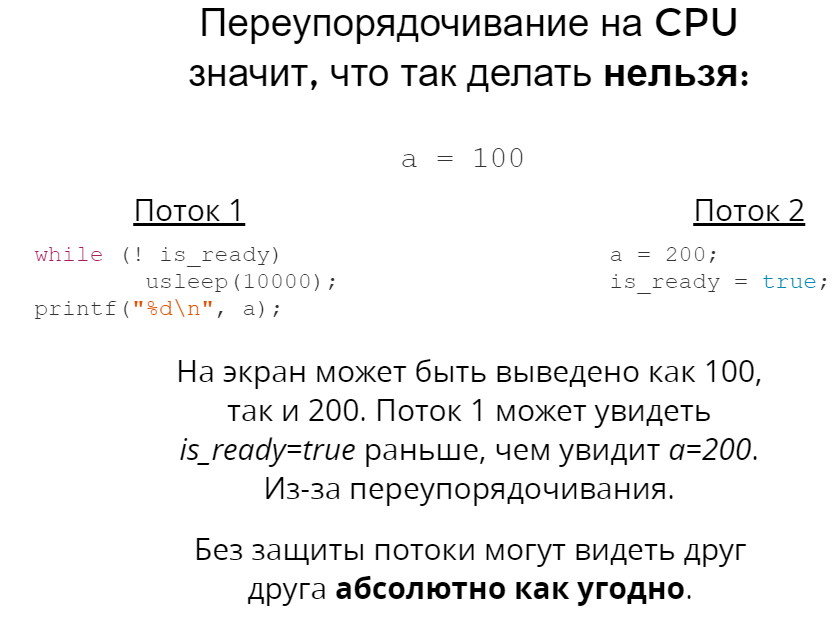 Переупорядочивание на CPU
значит, что так делать нельзя:
a = 100
Поток 1
while (! is_ready)
        usleep(10000);
printf("%d\n", a);
Поток 2
a = 200;
is_ready = true;
На экран может быть выведено как 100,
так и 200. Поток 1 может увидеть
is_ready=true раньше, чем увидит a=200.
Из-за переупорядочивания.
Без защиты потоки могут видеть друг
друга абсолютно как угодно.